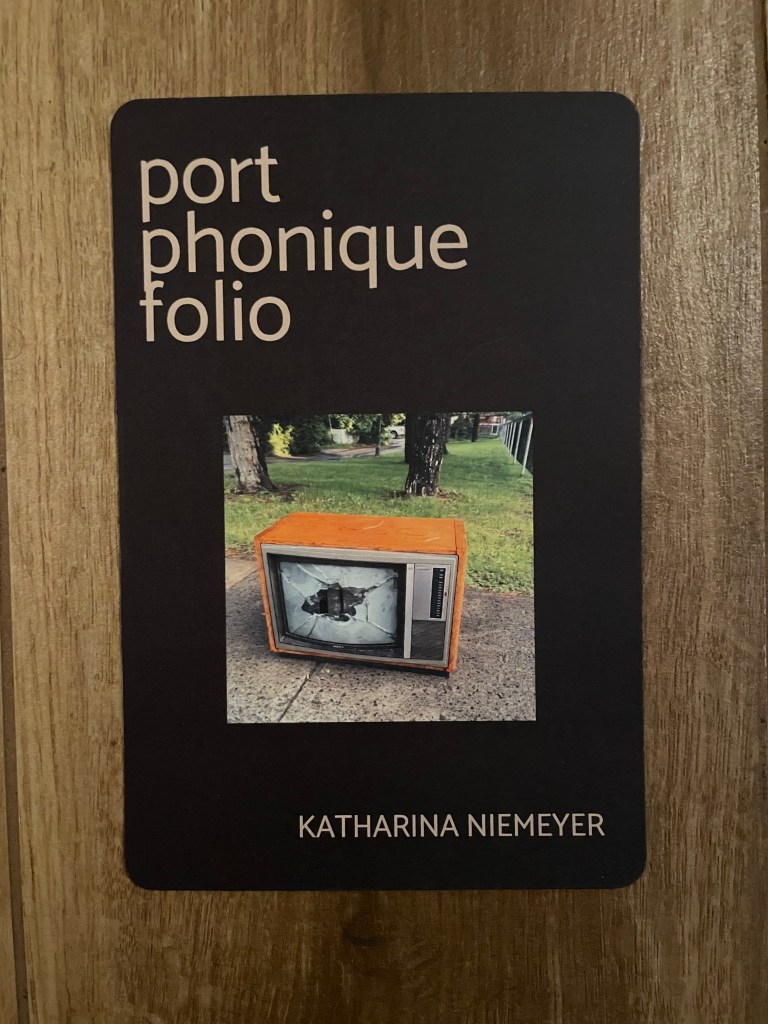 port
phonique
folio
KATHARINA NIEMEYER